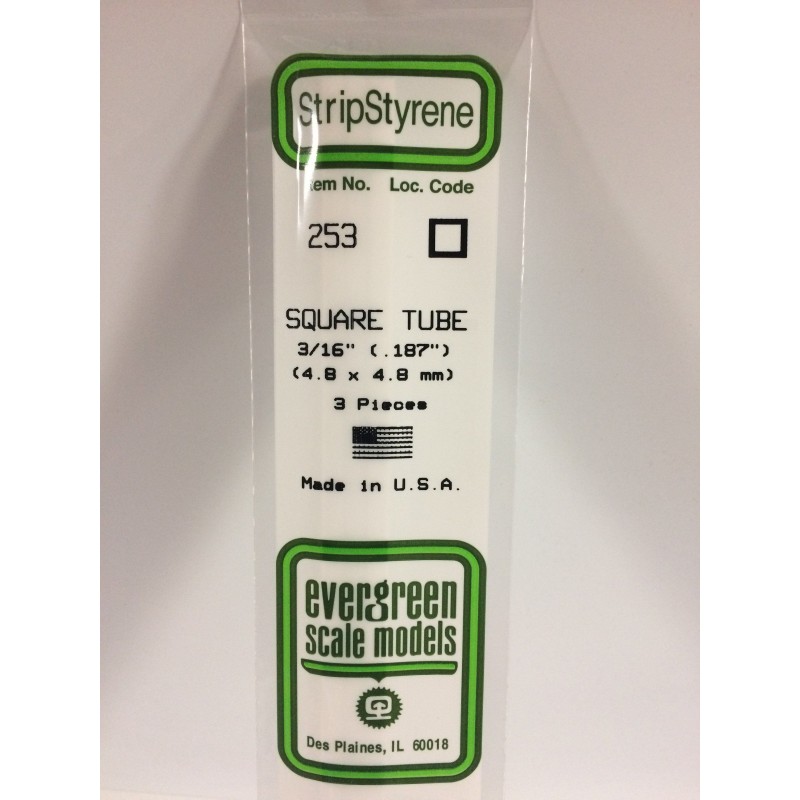 StripStyrene
Item No. Loc. Code
253
SQUARE TUBE
3/16" (.187")
(4.8 x 4.8 mm)
3 Pieces
Made in U.S.A.
evergreen
scale models
Des Plaines, IL 60018